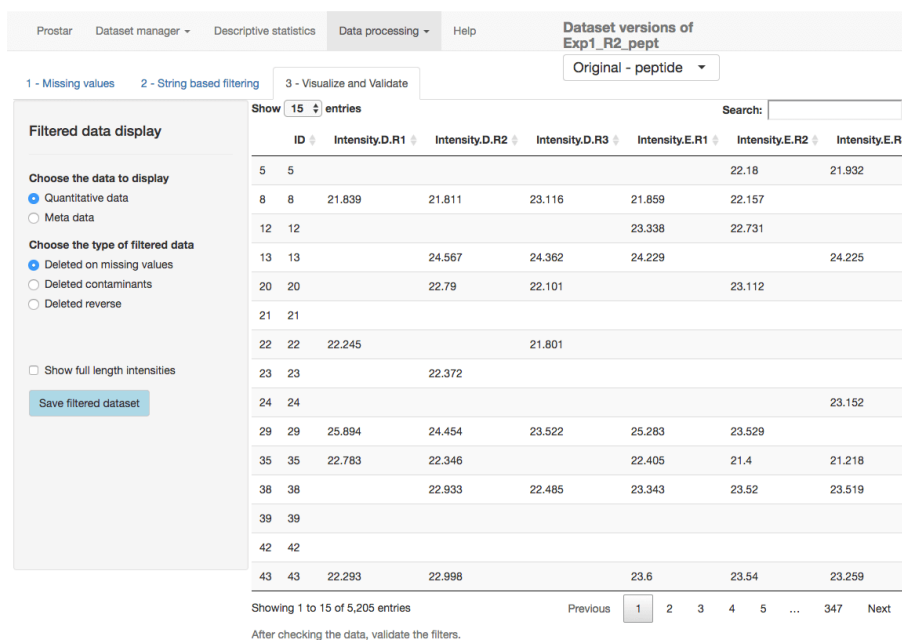 Prostar Dataset manager Descriptive statistics Data processing Help
Dataset versions of
Exp1_R2_pept
Original - peptide
1 - Missing values 2 - String based filtering 3 - Visualize and Validate
Show 15 entries Search:
Filtered data display
Choose the data to display
Quantitative data
Meta data
Choose the type of filtered data
Deleted on missing values
Deleted contaminants
Deleted reverse
Show full length intensities
Save filtered dataset
ID Intensity.D.R1 Intensity.D.R2 Intensity.D.R3 Intensity.E.R1 Intensity.E.R2 Intensity.E.R
5 5 22.18 21.932
8 8 21.839 21.811 23.116 21.859 22.157
12 12 23.338 22.731
13 13 24.567 24.362 24.229 24.225
20 20 22.79 22.101 23.112
21 21
22 22 22.245 21.801
23 23 22.372
24 24 23.152
29 29 25.894 24.454 23.522 25.283 23.529
35 35 22.783 22.346 22.405 21.4 21.218
38 38 22.933 22.485 23.343 23.52 23.519
39 39
42 42
43 43 22.293 22.998 23.6 23.54 23.259
Showing 1 to 15 of 5,205 entries Previous 1 2 3 4 5 ... 347 Next
After checking the data, validate the filters.